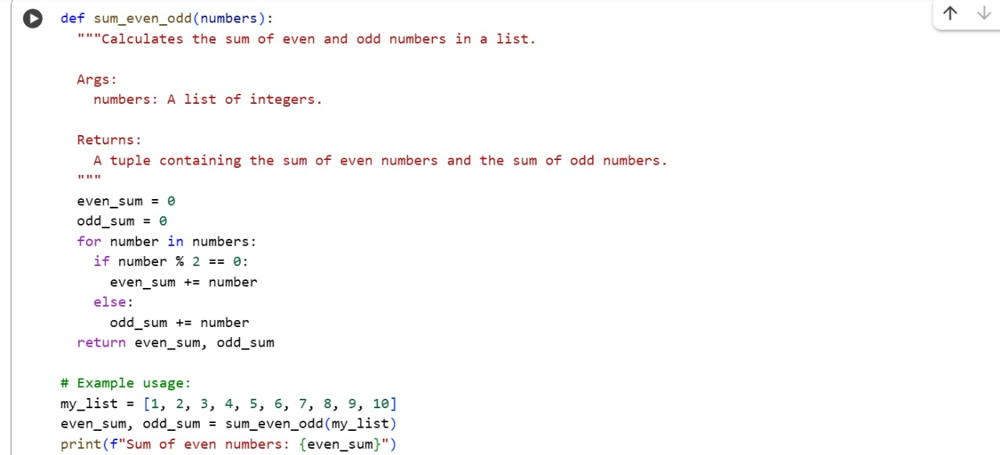 def sum_even_odd(numbers):
  """Calculates the sum of even and odd numbers in a list.

  Args:
    numbers: A list of integers.

  Returns:
    A tuple containing the sum of even numbers and the sum of odd numbers.
  """
  even_sum = 0
  odd_sum = 0
  for number in numbers:
    if number % 2 == 0:
      even_sum += number
    else:
      odd_sum += number
  return even_sum, odd_sum

# Example usage:
my_list = [1, 2, 3, 4, 5, 6, 7, 8, 9, 10]
even_sum, odd_sum = sum_even_odd(my_list)
print(f"Sum of even numbers: {even_sum}")